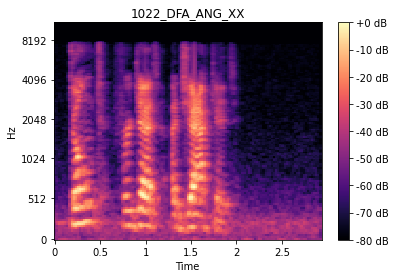 1022_DFA_ANG_XX
+0 dB
8192
-10 dB
4096
-20 dB
-30 dB
2048
Hz
-40 dB
1024
-50 dB
512
-60 dB
-70 dB
0
-80 dB
0 0.5 1 1.5 2 2.5
Time